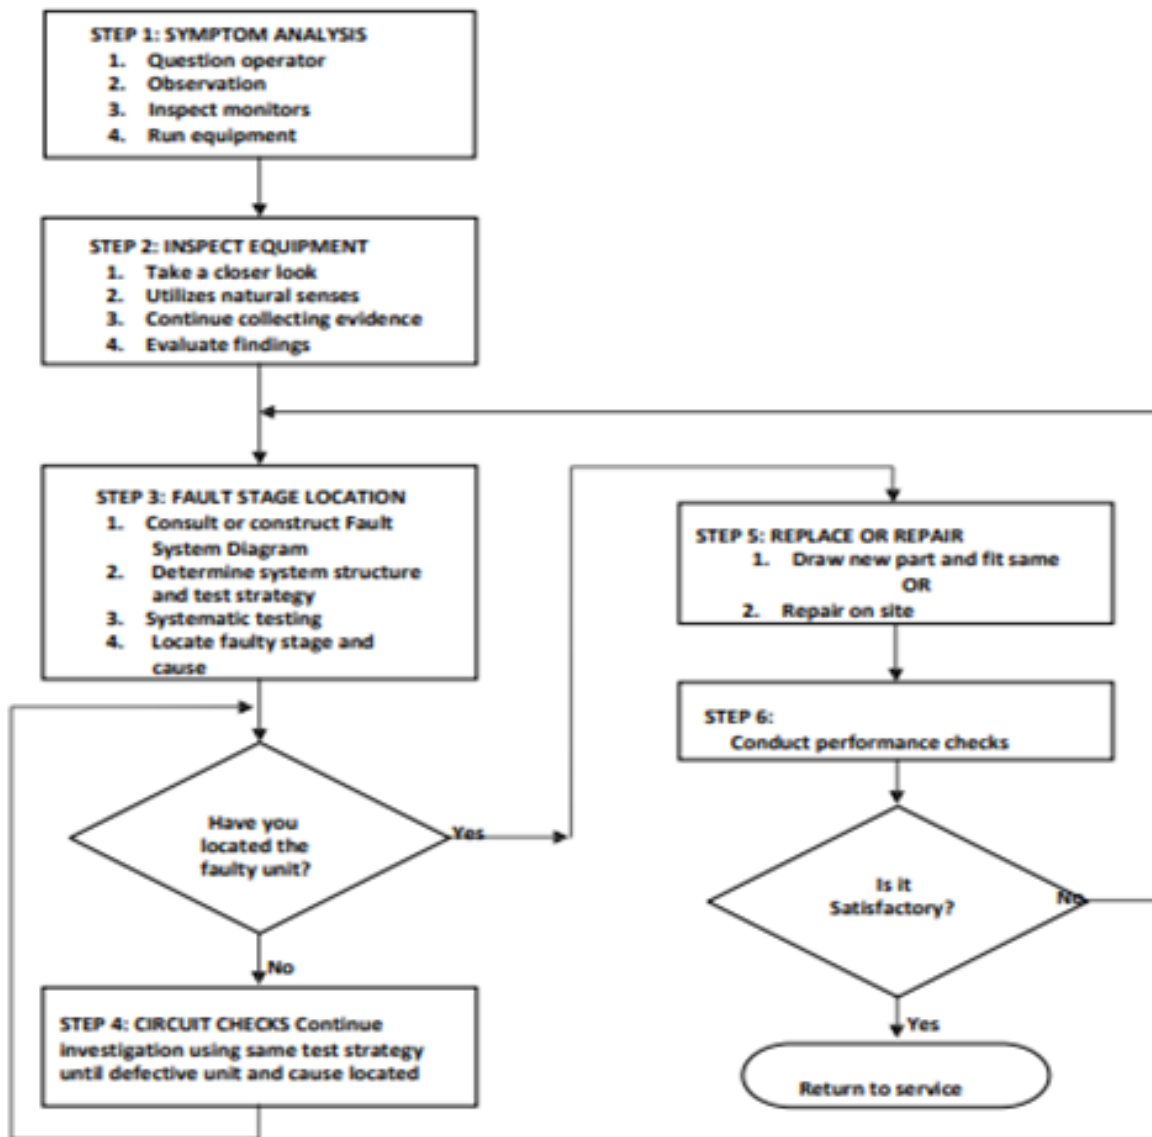 STEP 1: SYMPTOM ANALYSIS
1. Question operator
2. Observation
3. Inspect monitors
4. Run equipment
STEP 2: INSPECT EQUIPMENT
1. Take a closer look
2. Utilizes natural senses
3. Continue collecting evidence
4. Evaluate findings
STEP 3: FAULT STAGE LOCATION
1. Consult or construct Fault
System Diagram
2. Determine system structure
and test strategy
3. Systematic testing
4. Locate faulty stage and
cause
Have you
located the
faulty unit?
Yes
No
STEP 4: CIRCUIT CHECKS Continue
investigation using same test strategy
until defective unit and cause located
STEP 5: REPLACE OR REPAIR
1. Draw new part and fit same
OR
2. Repair on site
STEP 6:
Conduct performance checks
Is it
Satisfactory?
No
Yes
Return to service